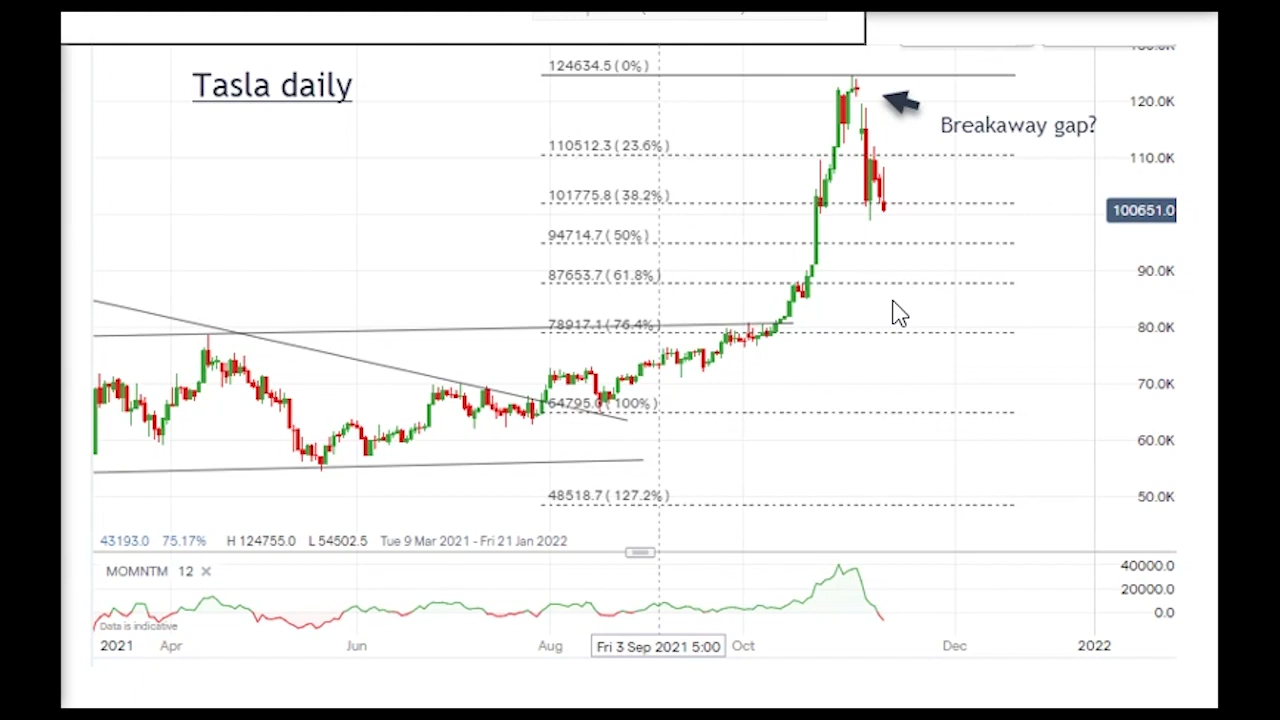 Tasla daily
124634.5 (0%)
120.0K
Breakaway gap?
110512.3 (23.6%)
110.0K
101775.8 (38.2%)
100651.0
94714.7 (50%)
87653.7 (61.8%)
90.0K
78917.1 (76.4%)
80.0K
70.0K
64795.0 (100%)
60.0K
48518.7 (127.2%)
50.0K
43193.0 75.17% H 124755.0 L 54502.5 Tue 9 Mar 2021 - Fri 21 Jan 2022
MOMNTM 12 ×
40000.0
20000.0
0.0
Data is indicative
2021 Apr Jun Aug Fri 3 Sep 2021 5:00 Oct Dec 2022